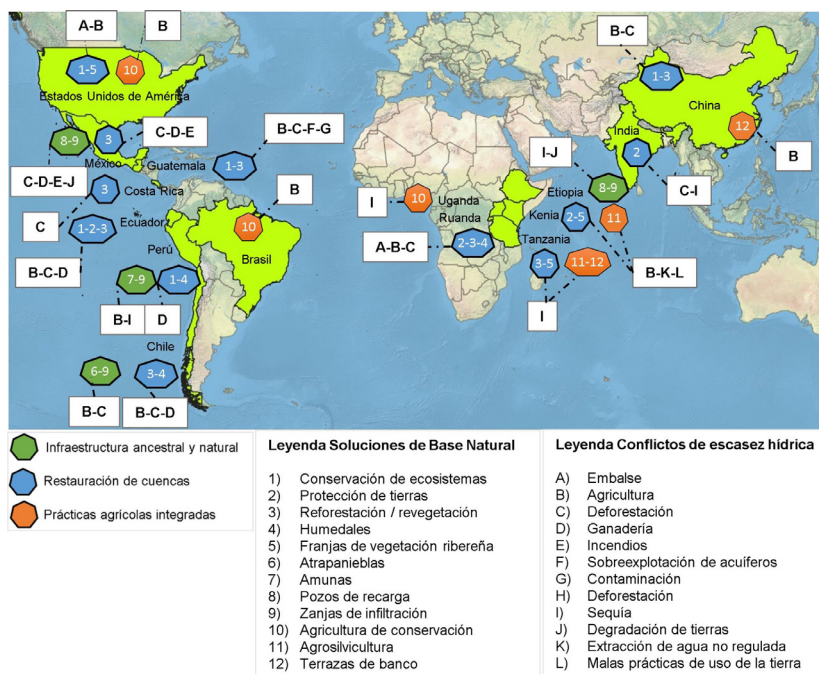 A-B
B
B-C
1-5
10
1-3
Estados Unidos de América
China
8-9
3
C-D-E
B-C-F-G
India
12
México
Guatemala
1-3
2
I-J
B
C-D-E-J
3
Costa Rica
B
I
10
Uganda
Etiopia
8-9
C-I
C
Ecuador
10
Ruanda
Kenia
2-5
11
1-2-3
Perú
Brasil
A-B-C
2-3-4
Tanzania
B-C-D
7-9
1-4
3-5
11-12
B-K-L
B-I
D
I
Chile
6-9
3-4
B-C
B-C-D
Infraestructura ancestral y natural
Restauración de cuencas
Prácticas agrícolas integradas
Leyenda Soluciones de Base Natural
1) Conservación de ecosistemas
2) Protección de tierras
3) Reforestación / revegetación
4) Humedales
5) Franjas de vegetación ribereña
6) Atrapanieblas
7) Amunas
8) Pozos de recarga
9) Zanjas de infiltración
10) Agricultura de conservación
11) Agrosilvicultura
12) Terrazas de banco
Leyenda Conflictos de escasez hídrica
A) Embalse
B) Agricultura
C) Deforestación
D) Ganadería
E) Incendios
F) Sobreexplotación de acuíferos
G) Contaminación
H) Deforestación
I) Sequía
J) Degradación de tierras
K) Extracción de agua no regulada
L) Malas prácticas de uso de la tierra